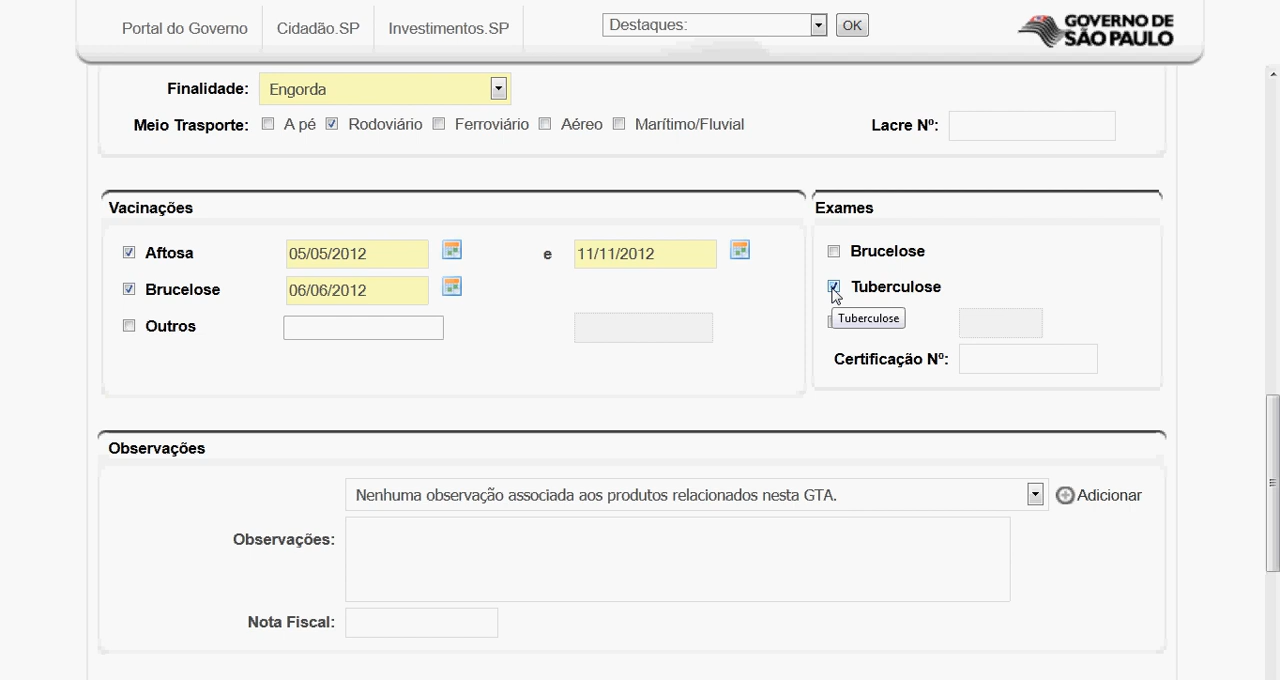 Portal do Governo Cidadão.SP Investimentos.SP Destaques: OK GOVERNO DE SÃO PAULO
Finalidade: Engorda
Meio Trasporte: A pé Rodoviário Ferroviário Aéreo Marítimo/Fluvial Lacre Nº:
Vacinações
Aftosa 05/05/2012 e 11/11/2012
Brucelose 06/06/2012
Outros
Exames
Brucelose
Tuberculose
Tuberculose
Certificação Nº:
Observações
Nenhuma observação associada aos produtos relacionados nesta GTA. Adicionar
Observações:
Nota Fiscal: